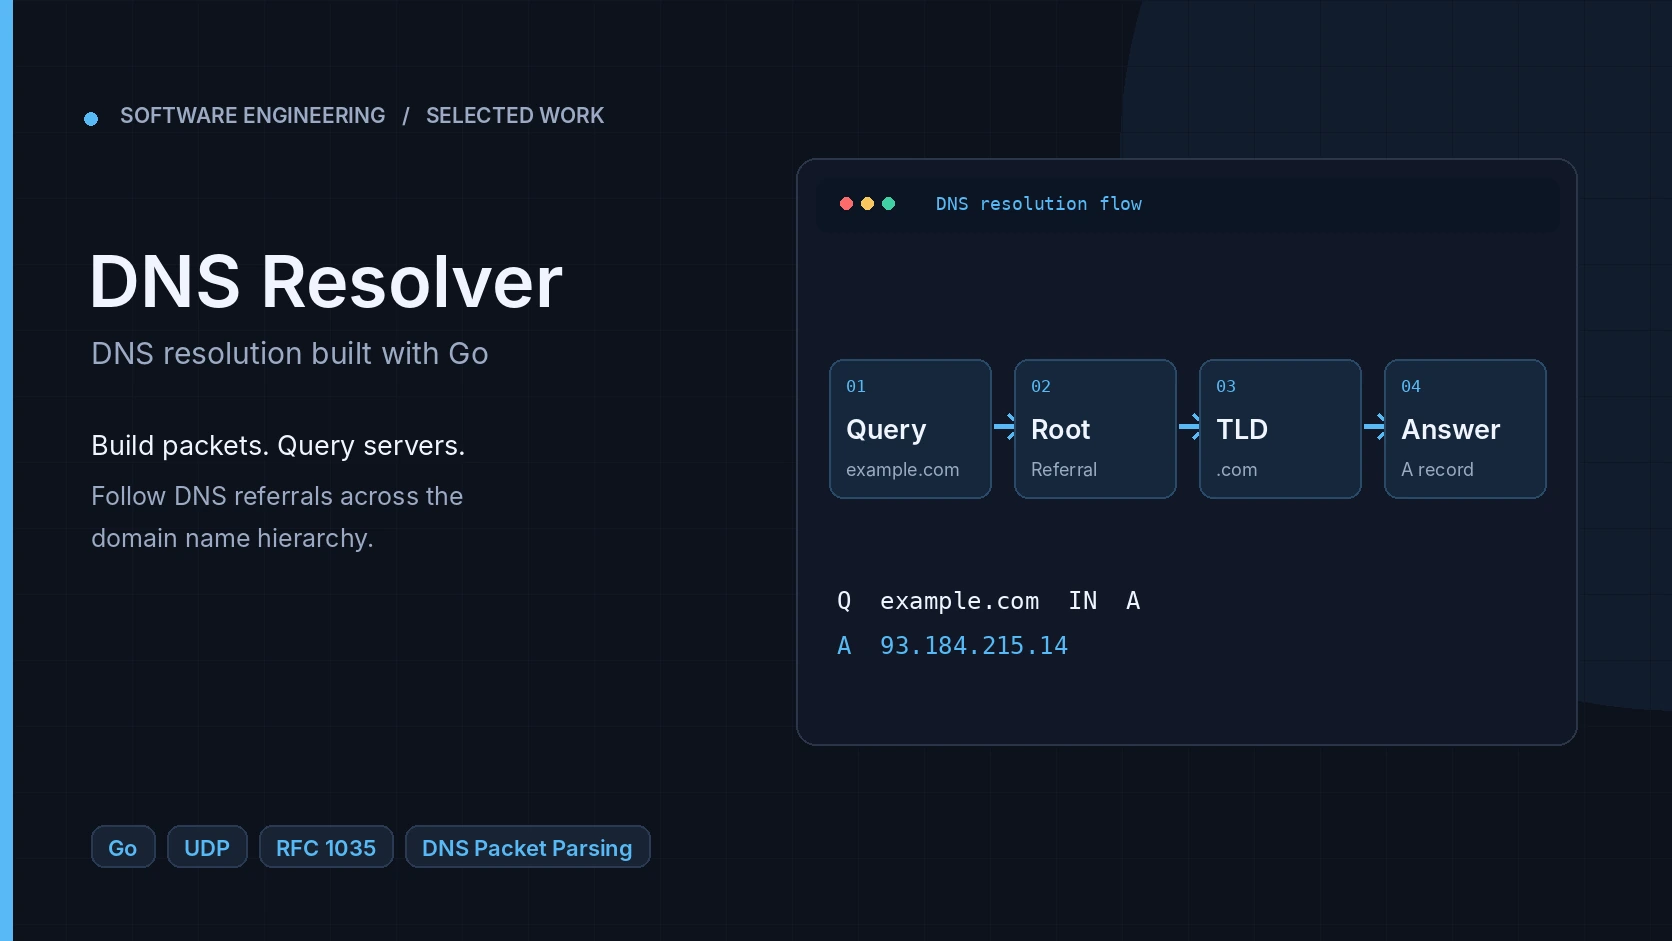 SOFTWARE ENGINEERING / SELECTED WORK
DNS Resolver
DNS resolution built with Go
Build packets. Query servers.
Follow DNS referrals across the
domain name hierarchy.
DNS resolution flow
01
Query
example.com
02
Root
Referral
03
TLD
.com
04
Answer
A record
Q example.com IN A
A 93.184.215.14
Go
UDP
RFC 1035
DNS Packet Parsing